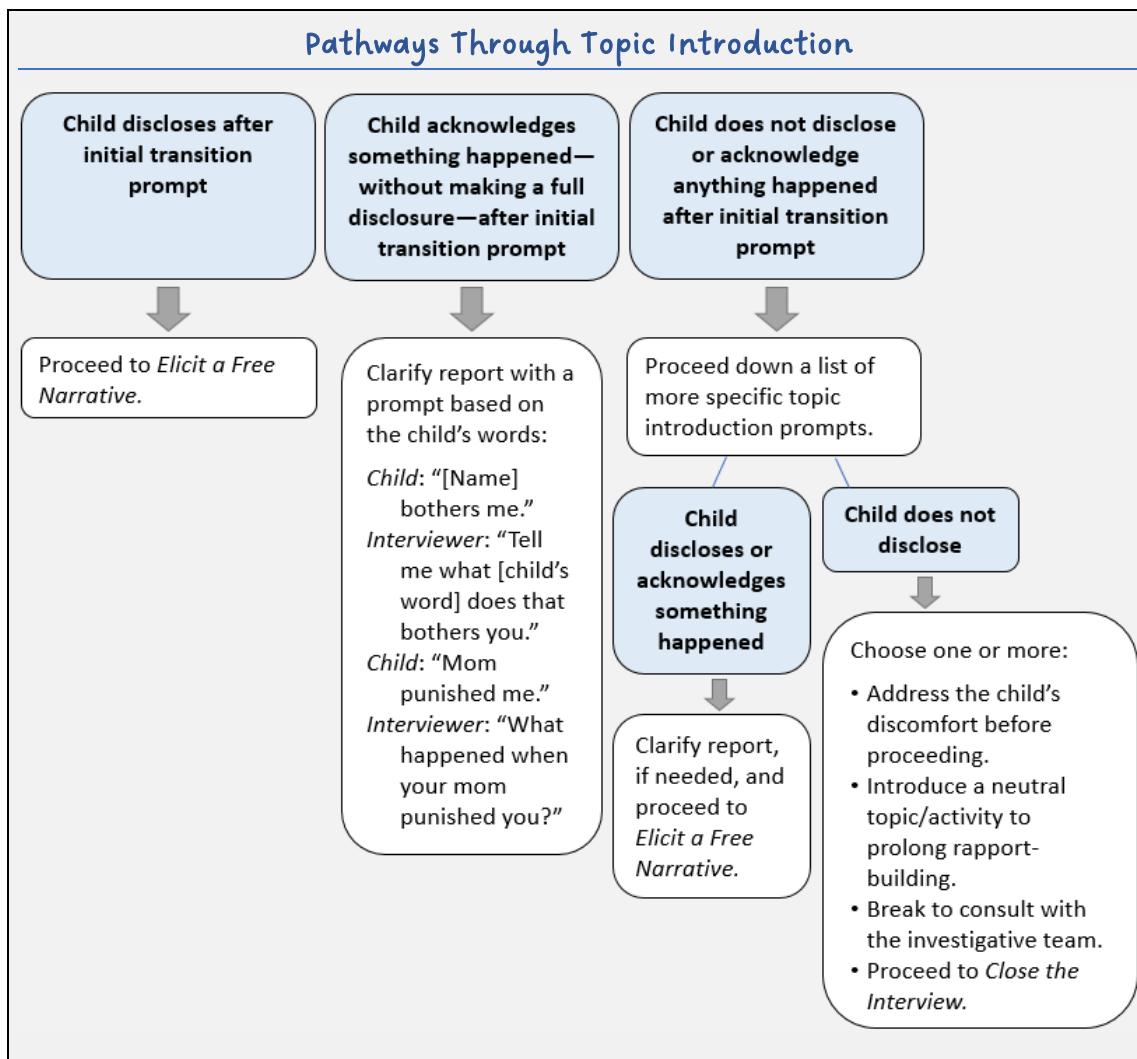 Pathways Through Topic Introduction
Child discloses after
initial transition
prompt
Proceed to Elicit a Free
Narrative.
Child acknowledges
something happened—
without making a full
disclosure—after initial
transition prompt
Clarify report with a
prompt based on
the child’s words:
Child: “[Name]
bothers me.”
Interviewer: “Tell
me what [child’s
word] does that
bothers you.”
Child: “Mom
punished me.”
Interviewer: “What
happened when
your mom
punished you?”
Child does not disclose
or acknowledge
anything happened
after initial transition
prompt
Proceed down a list of
more specific topic
introduction prompts.
Child
discloses or
acknowledges
something
happened
Clarify report,
if needed, and
proceed to
Elicit a Free
Narrative.
Child does not
disclose
Choose one or more:
• Address the child’s
discomfort before
proceeding.
• Introduce a neutral
topic/activity to
prolong rapport-
building.
• Break to consult with
the investigative team.
• Proceed to Close the
Interview.